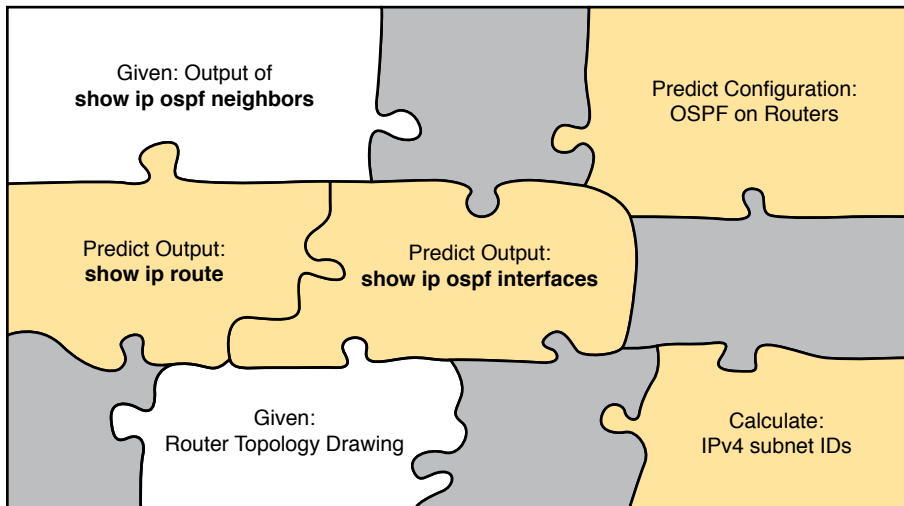 Given: Output of
show ip ospf neighbors
Predict Configuration:
OSPF on Routers
Predict Output:
show ip route
Predict Output:
show ip ospf interfaces
Given:
Router Topology Drawing
Calculate:
IPv4 subnet IDs